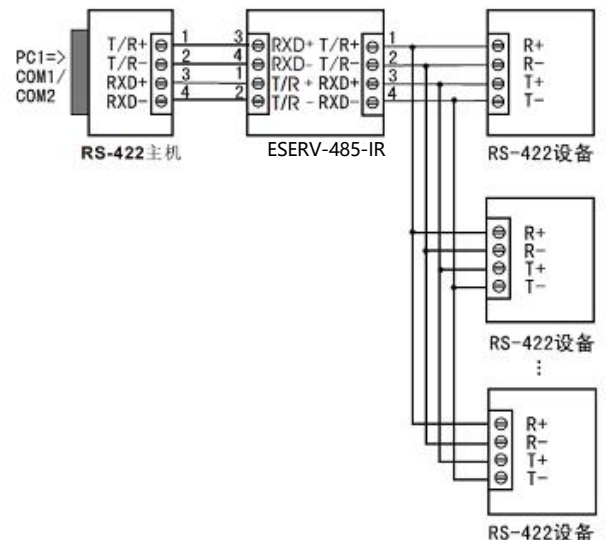 PC1=>
COM1/
COM2
T/R+ 1 3 RXD+ T/R+ 1 R+
T/R- 2 4 RXD- T/R- 2 R-
RXD+ 3 1 T/R + RXD+ 3 T+
RXD- 4 2 T/R - RXD- 4 T-
RS-422主机 ESERV-485-IR RS-422设备
R+
R-
T+
T-
RS-422设备
⋮
R+
R-
T+
T-
RS-422设备